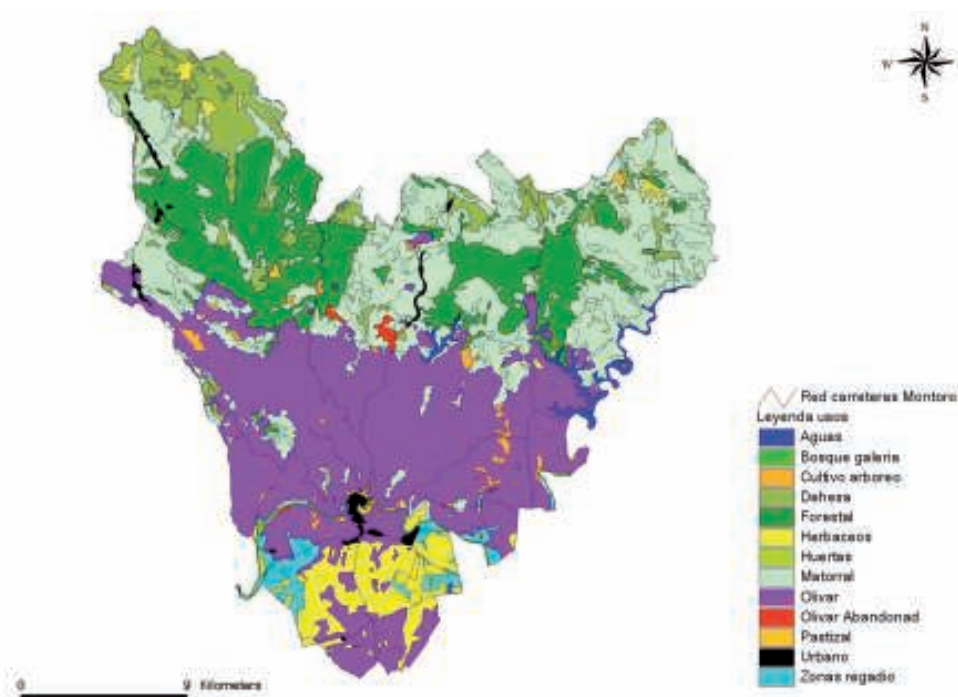 N
W
E
S
Red carreteras Montoro
Leyenda usos
Aguas
Bosque galeria
Cultivo arboreo
Dehesa
Forestal
Herbaceos
Huertas
Matorral
Olivar
Olivar Abandonad
Pastizal
Urbano
Zonas regadio
0 9 Kilometers